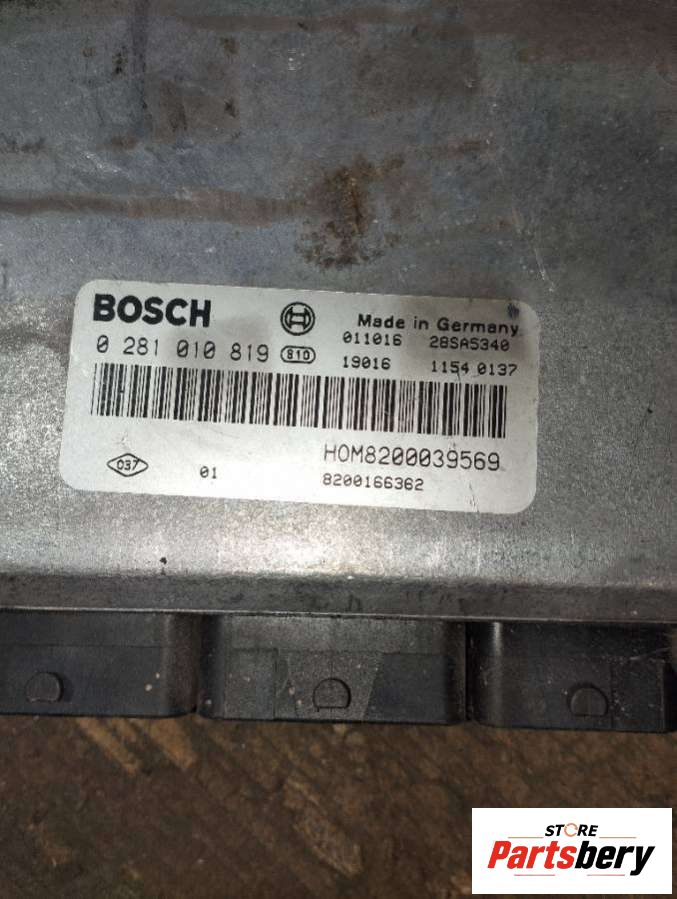 BOSCH
Made in Germany
0 281 010 819 810
011016 28SA5340
19016 1154 0137
HOM8200039569
037 01
8200166362
STORE
Partsbery